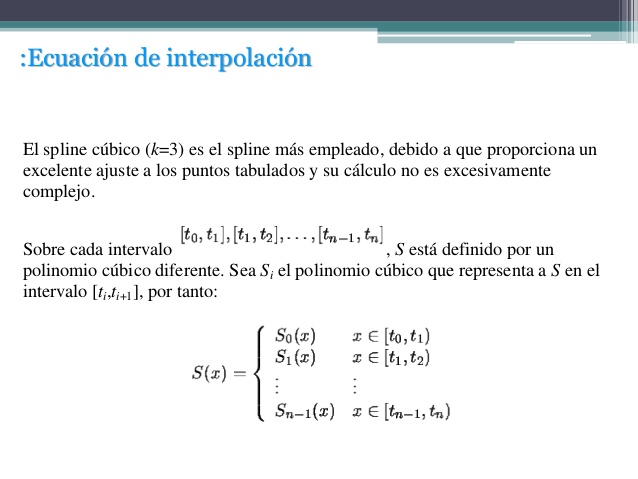 :Ecuación de interpolación
El spline cúbico (k=3) es el spline más empleado, debido a que proporciona un
excelente ajuste a los puntos tabulados y su cálculo no es excesivamente
complejo.
Sobre cada intervalo [t₀, t₁], [t₁, t₂], . . . , [tₙ₋₁, tₙ] , S está definido por un
polinomio cúbico diferente. Sea Sᵢ el polinomio cúbico que representa a S en el
intervalo [tᵢ,tᵢ₊₁], por tanto:
S₀(x) x ∈ [t₀, t₁)
S₁(x) x ∈ [t₁, t₂)
S(x) = { ⋮ ⋮
Sₙ₋₁(x) x ∈ [tₙ₋₁, tₙ)